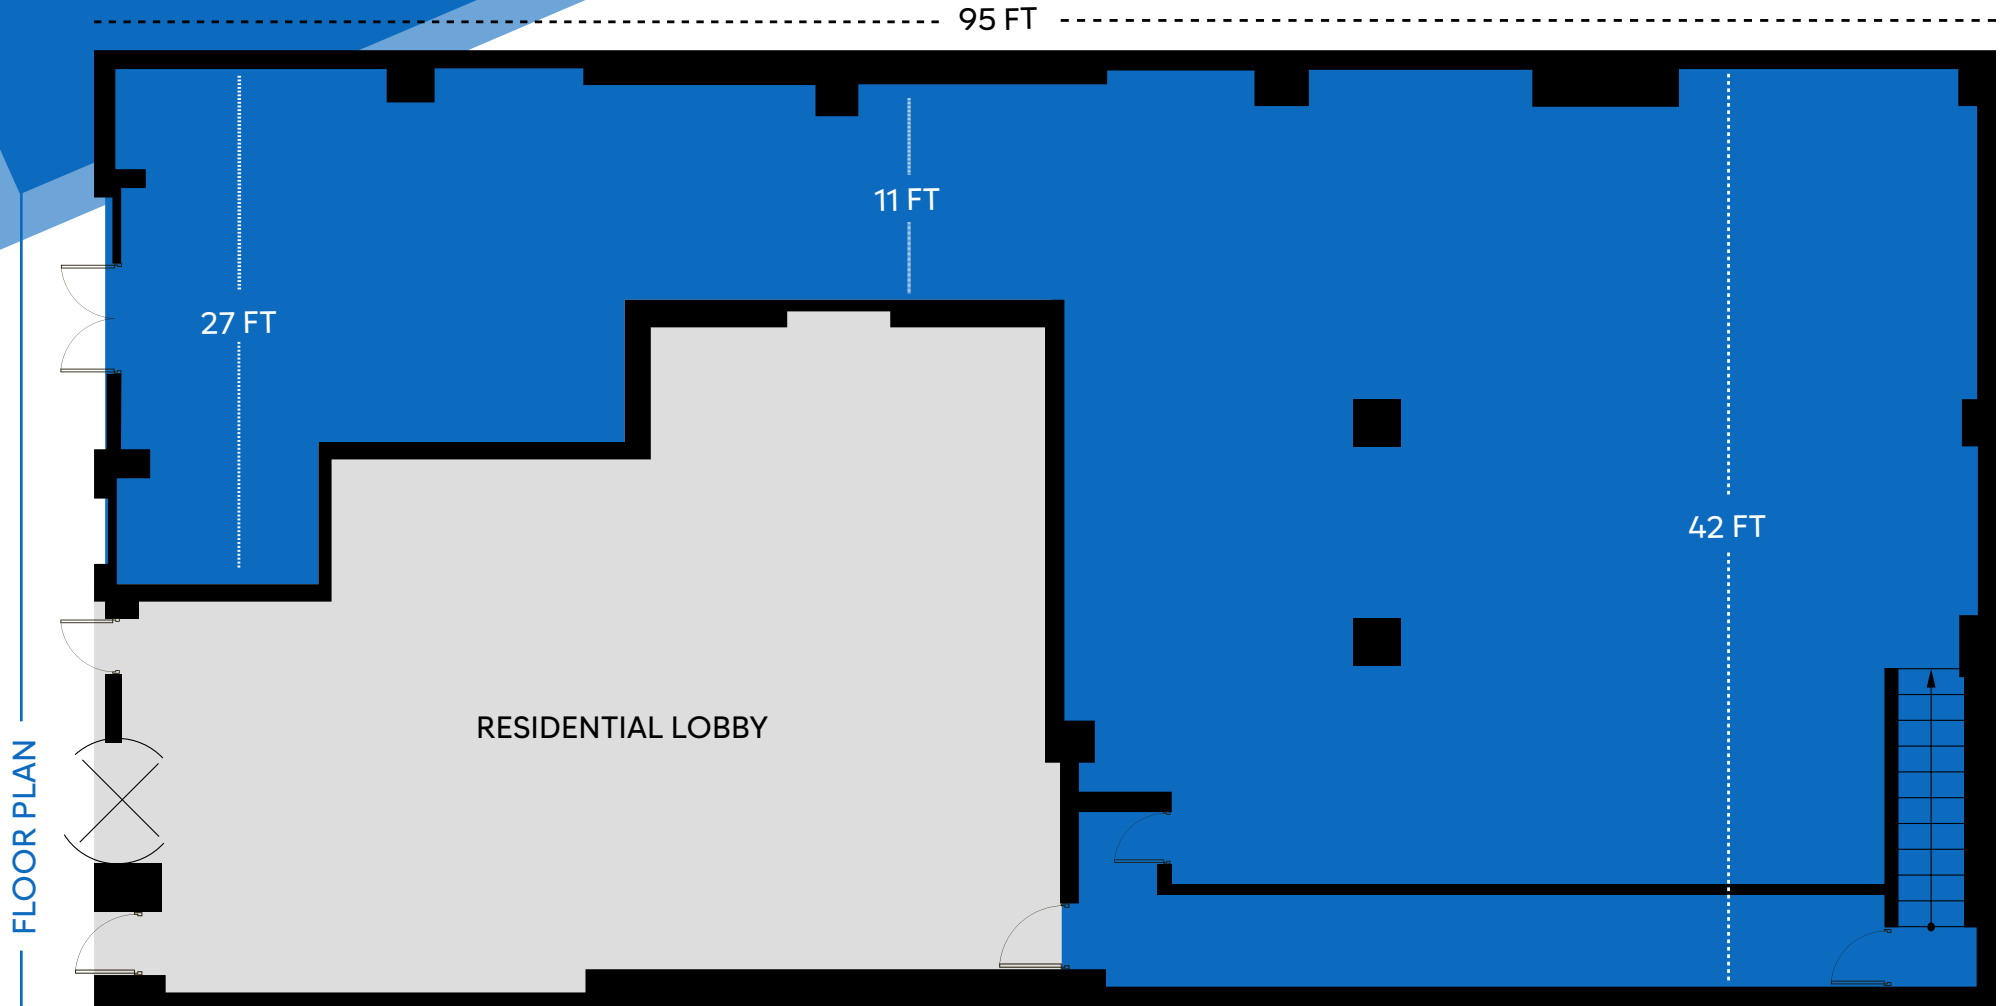 95 FT
11 FT
27 FT
42 FT
RESIDENTIAL LOBBY
FLOOR PLAN